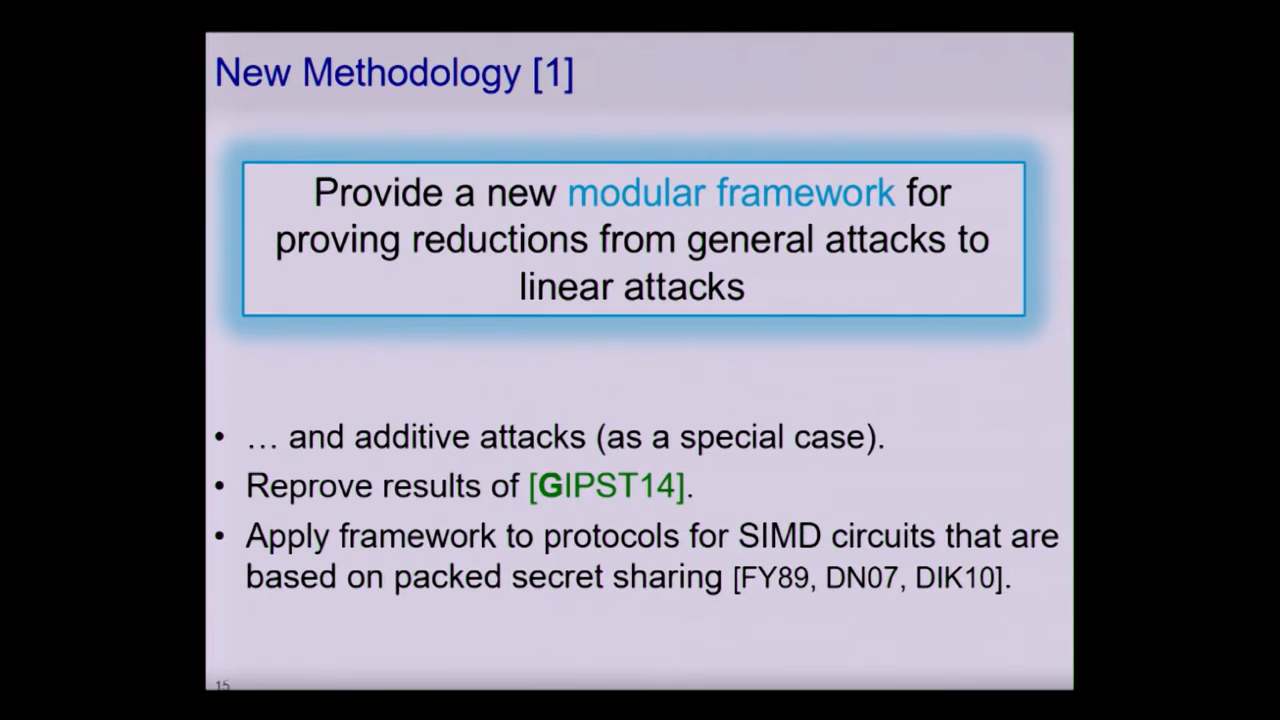 New Methodology [1]
Provide a new modular framework for
proving reductions from general attacks to
linear attacks
• … and additive attacks (as a special case).
• Reprove results of [GIPST14].
• Apply framework to protocols for SIMD circuits that are
based on packed secret sharing [FY89, DN07, DIK10].
15